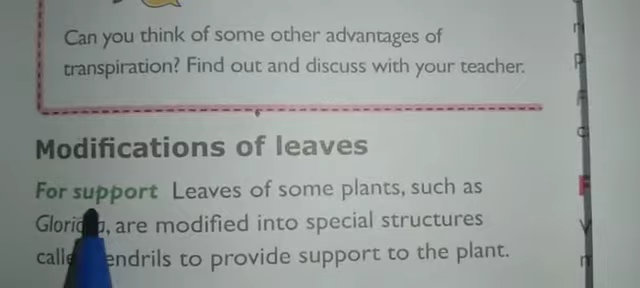 Can you think of some other advantages of
transpiration? Find out and discuss with your teacher.
Modifications of leaves
For support Leaves of some plants, such as
are modified into special structures
to provide support to the plant.